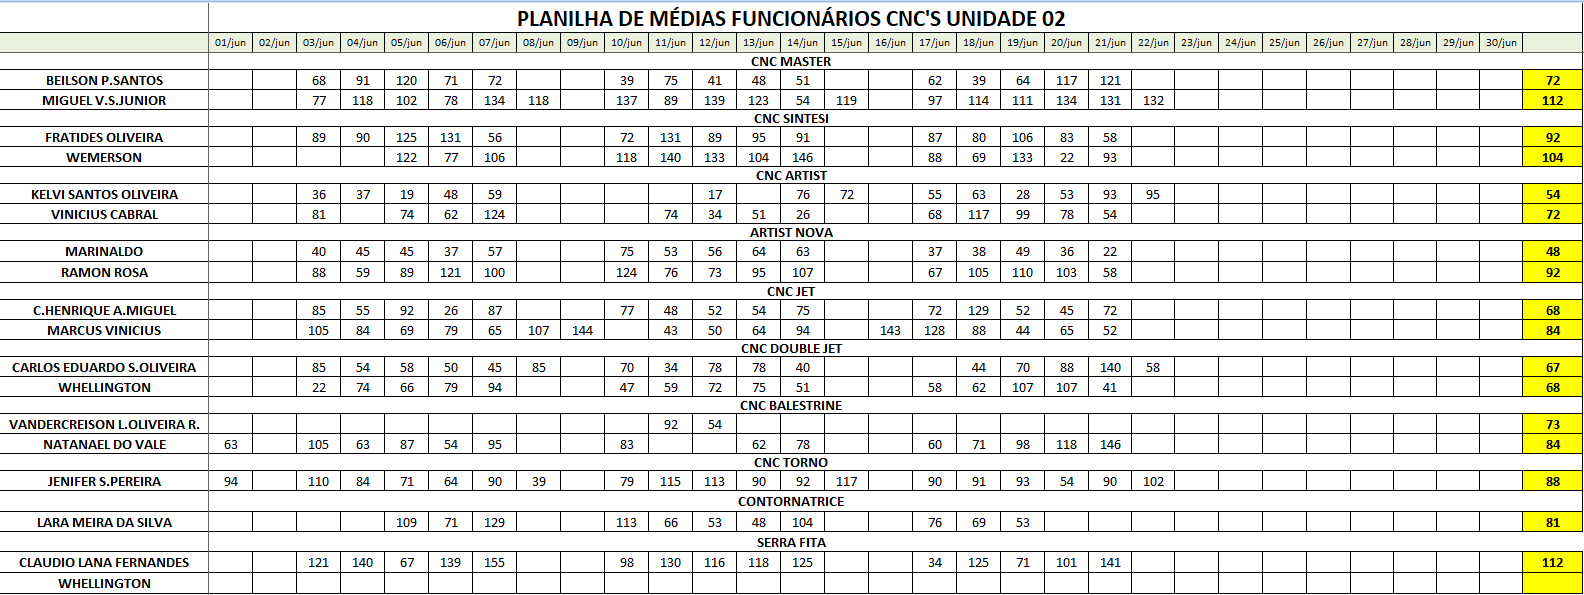 PLANILHA DE MÉDIAS FUNCIONÁRIOS CNC'S UNIDADE 02
01/jun 02/jun 03/jun 04/jun 05/jun 06/jun 07/jun 08/jun 09/jun 10/jun 11/jun 12/jun 13/jun 14/jun 15/jun 16/jun 17/jun 18/jun 19/jun 20/jun 21/jun 22/jun 23/jun 24/jun 25/jun 26/jun 27/jun 28/jun 29/jun 30/jun
CNC MASTER
BEILSON P.SANTOS 68 91 120 71 72 39 75 41 48 51 62 39 64 117 121 72
MIGUEL V.S.JUNIOR 77 118 102 78 134 118 137 89 139 123 54 119 97 114 111 134 131 132 112
CNC SINTESI
FRATIDES OLIVEIRA 89 90 125 131 56 72 131 89 95 91 87 80 106 83 58 92
WEMERSON 122 77 106 118 140 133 104 146 88 69 133 22 93 104
CNC ARTIST
KELVI SANTOS OLIVEIRA 36 37 19 48 59 17 76 72 55 63 28 53 93 95 54
VINICIUS CABRAL 81 74 62 124 74 34 51 26 68 117 99 78 54 72
ARTIST NOVA
MARINALDO 40 45 45 37 57 75 53 56 64 63 37 38 49 36 22 48
RAMON ROSA 88 59 89 121 100 124 76 73 95 107 67 105 110 103 58 92
CNC JET
C.HENRIQUE A.MIGUEL 85 55 92 26 87 77 48 52 54 75 72 129 52 45 72 68
MARCUS VINICIUS 105 84 69 79 65 107 144 43 50 64 94 143 128 88 44 65 52 84
CNC DOUBLE JET
CARLOS EDUARDO S.OLIVEIRA 85 54 58 50 45 85 70 34 78 78 40 44 70 88 140 58 67
WHELLINGTON 22 74 66 79 94 47 59 72 75 51 58 62 107 107 41 68
CNC BALESTRINE
VANDERCREISON L.OLIVEIRA R. 92 54 73
NATANAEL DO VALE 63 105 63 87 54 95 83 62 78 60 71 98 118 146 84
CNC TORNO
JENIFER S.PEREIRA 94 110 84 71 64 90 39 79 115 113 90 92 117 90 91 93 54 90 102 88
CONTORNATRICE
LARA MEIRA DA SILVA 109 71 129 113 66 53 48 104 76 69 53 81
SERRA FITA
CLAUDIO LANA FERNANDES 121 140 67 139 155 98 130 116 118 125 34 125 71 101 141 112
WHELLINGTON